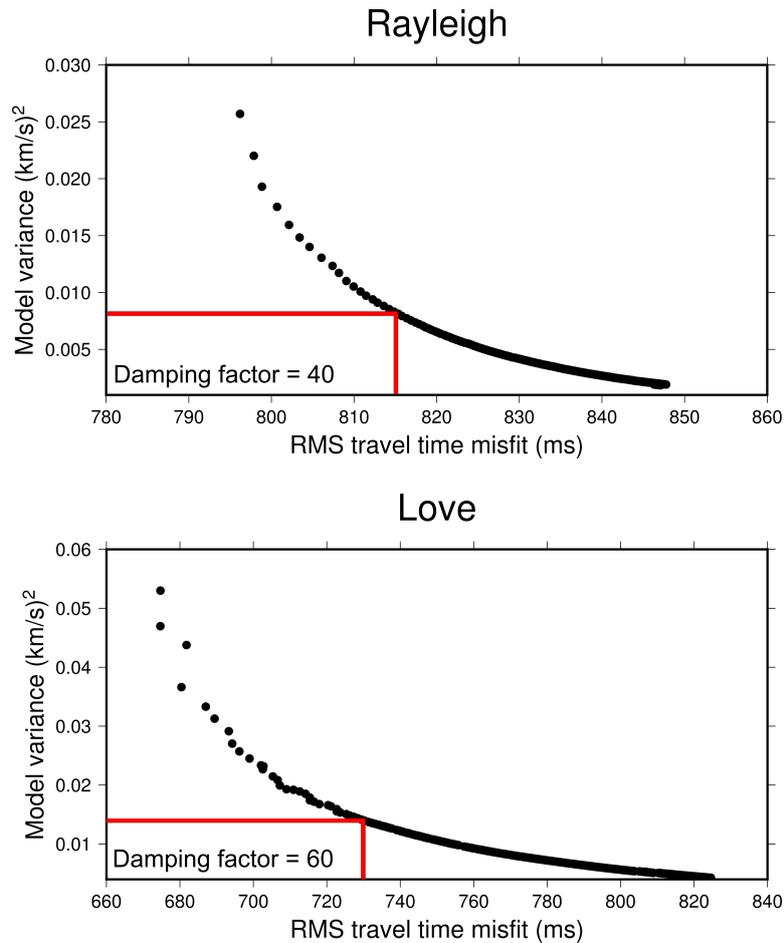 Rayleigh
0.030
0.025
0.020
0.015
0.010
0.005
Model variance (km/s)²
Damping factor = 40
780 790 800 810 820 830 840 850 860
RMS travel time misfit (ms)
Love
0.06
0.05
0.04
0.03
0.02
0.01
Model variance (km/s)²
Damping factor = 60
660 680 700 720 740 760 780 800 820 840
RMS travel time misfit (ms)